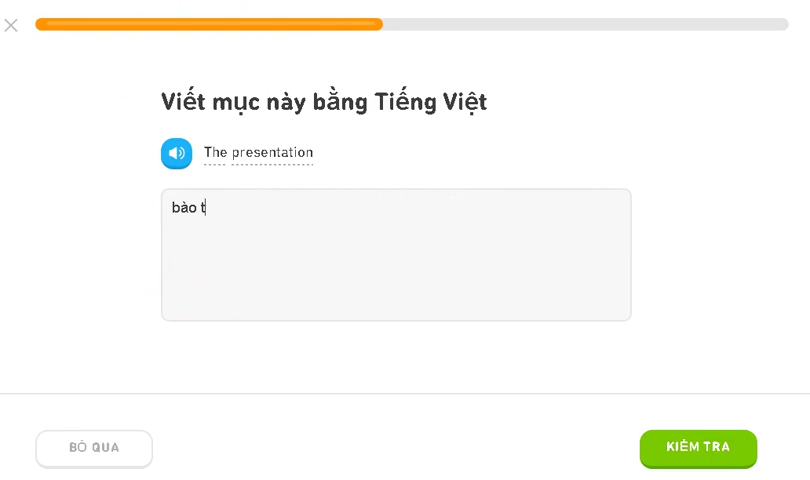 Viết mục này bằng Tiếng Việt
The presentation
bào t
BỎ QUA
KIỂM TRA